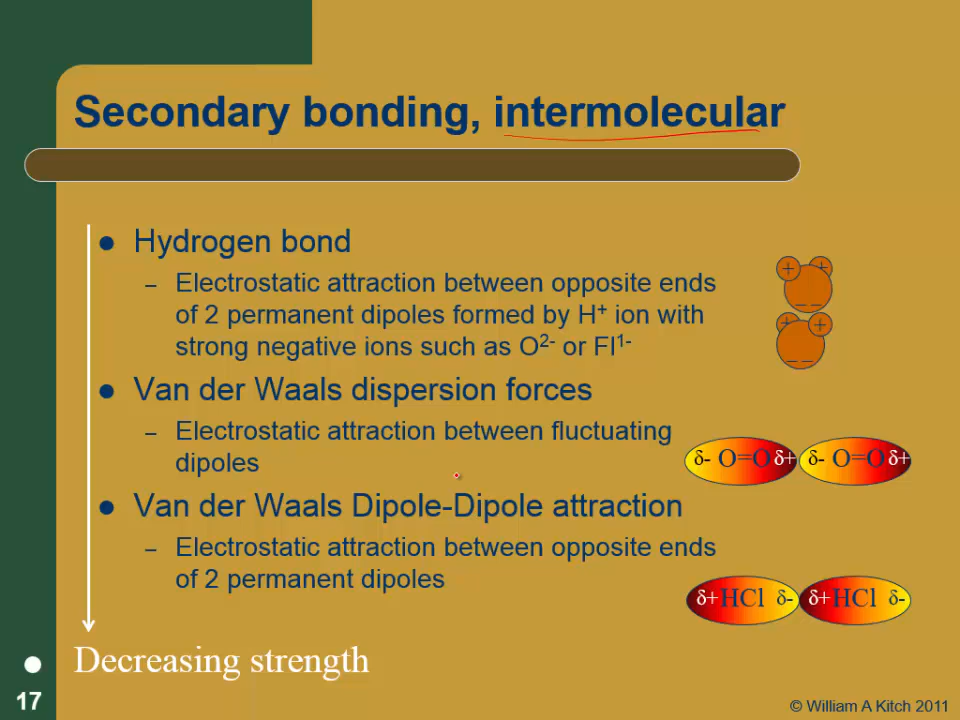 Secondary bonding, intermolecular
● Hydrogen bond
– Electrostatic attraction between opposite ends
of 2 permanent dipoles formed by H⁺ ion with
strong negative ions such as O²⁻ or Fl¹⁻
+ +
– –
+ +
– –
● Van der Waals dispersion forces
– Electrostatic attraction between fluctuating
dipoles
δ- O=O δ+ δ- O=O δ+
● Van der Waals Dipole-Dipole attraction
– Electrostatic attraction between opposite ends
of 2 permanent dipoles
δ+ HCl δ- δ+ HCl δ-
Decreasing strength
17
© William A Kitch 2011